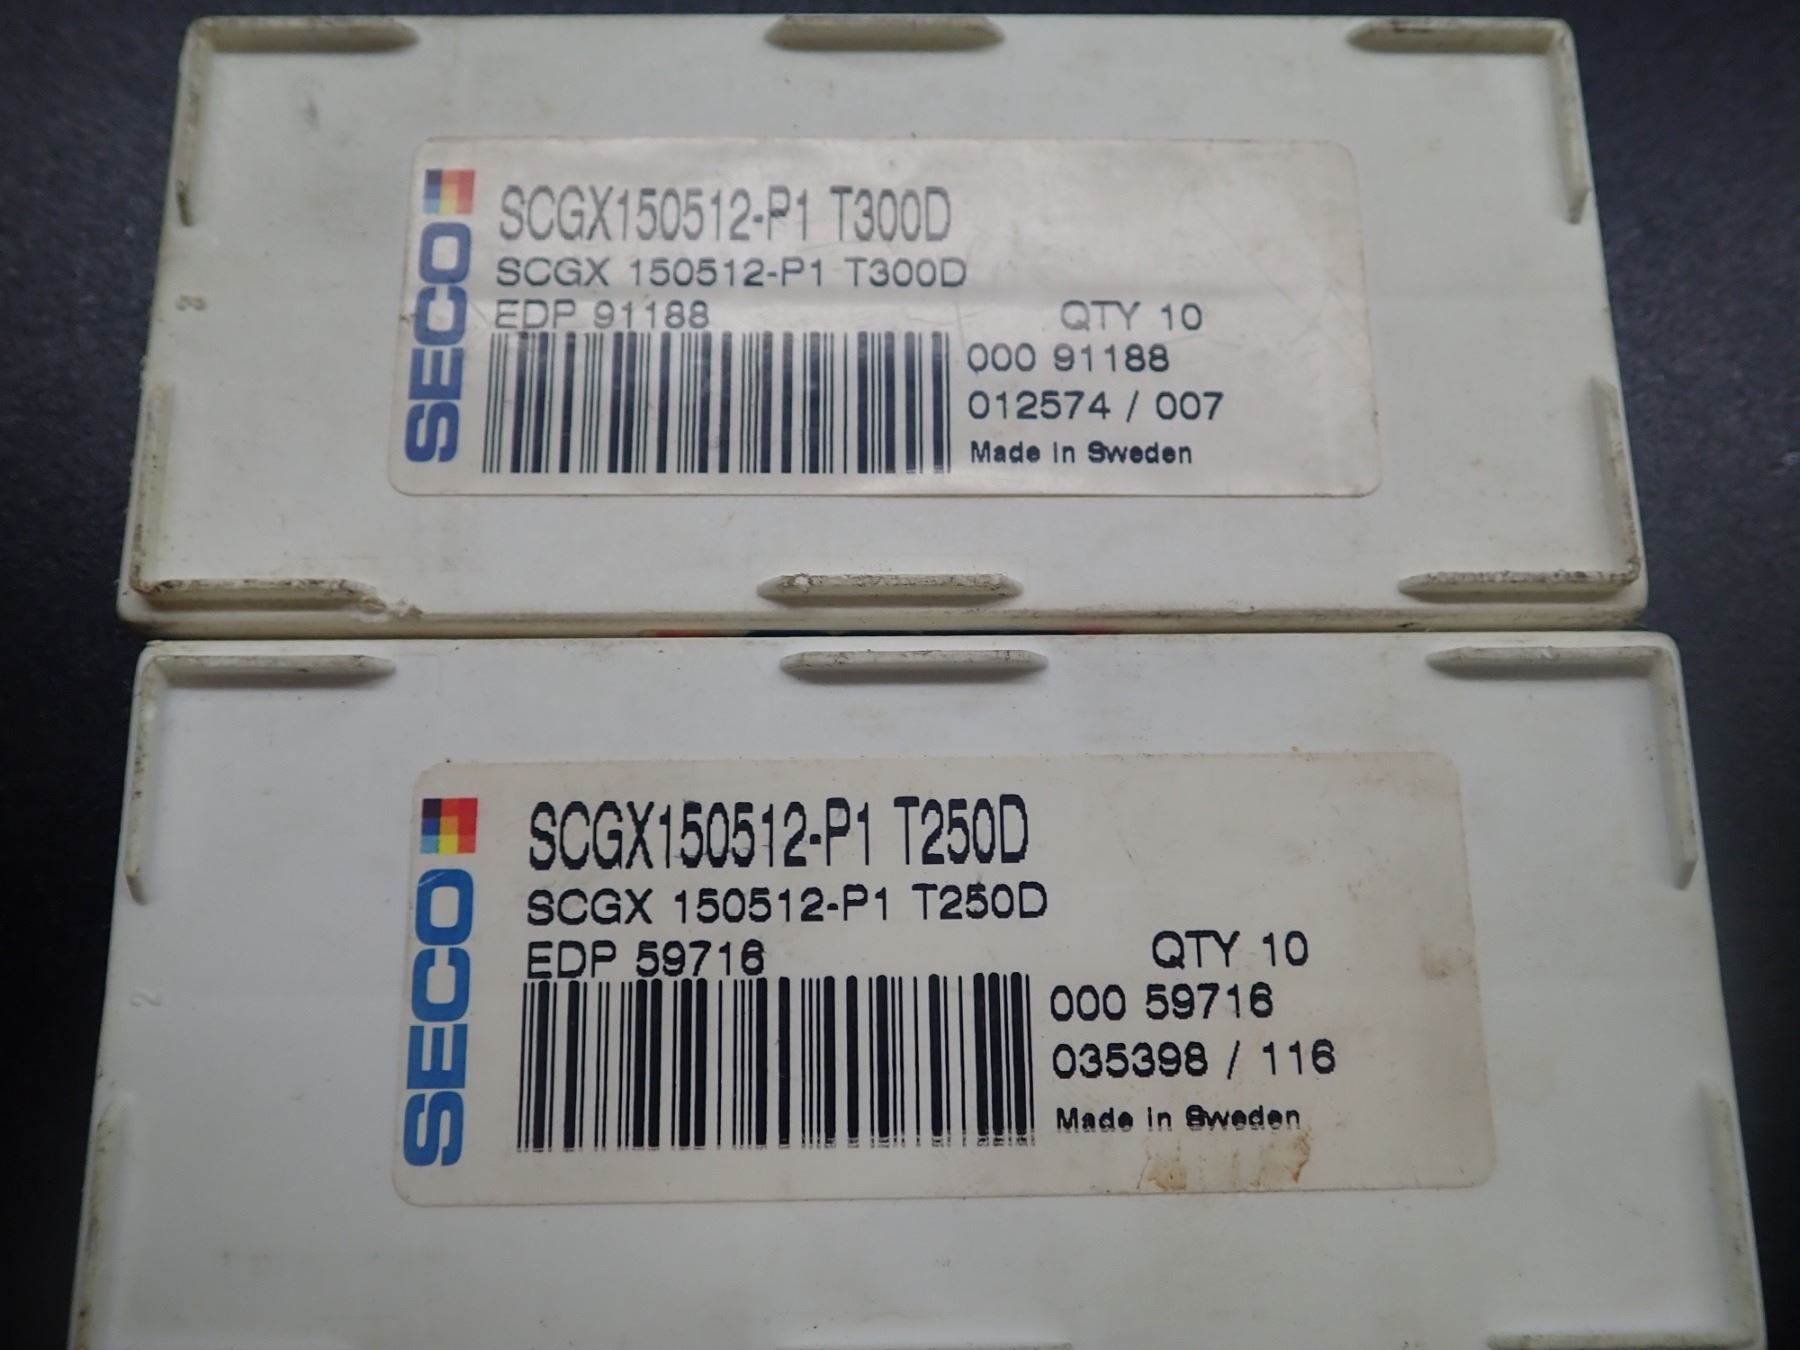 SECO
SCGX150512-P1 T300D
SCGX 150512-P1 T300D
EDP 91188
QTY 10
000 91188
012574 / 007
Made in Sweden
SECO
SCGX150512-P1 T250D
SCGX 150512-P1 T250D
EDP 59716
QTY 10
000 59716
035398 / 116
Made in Sweden
2